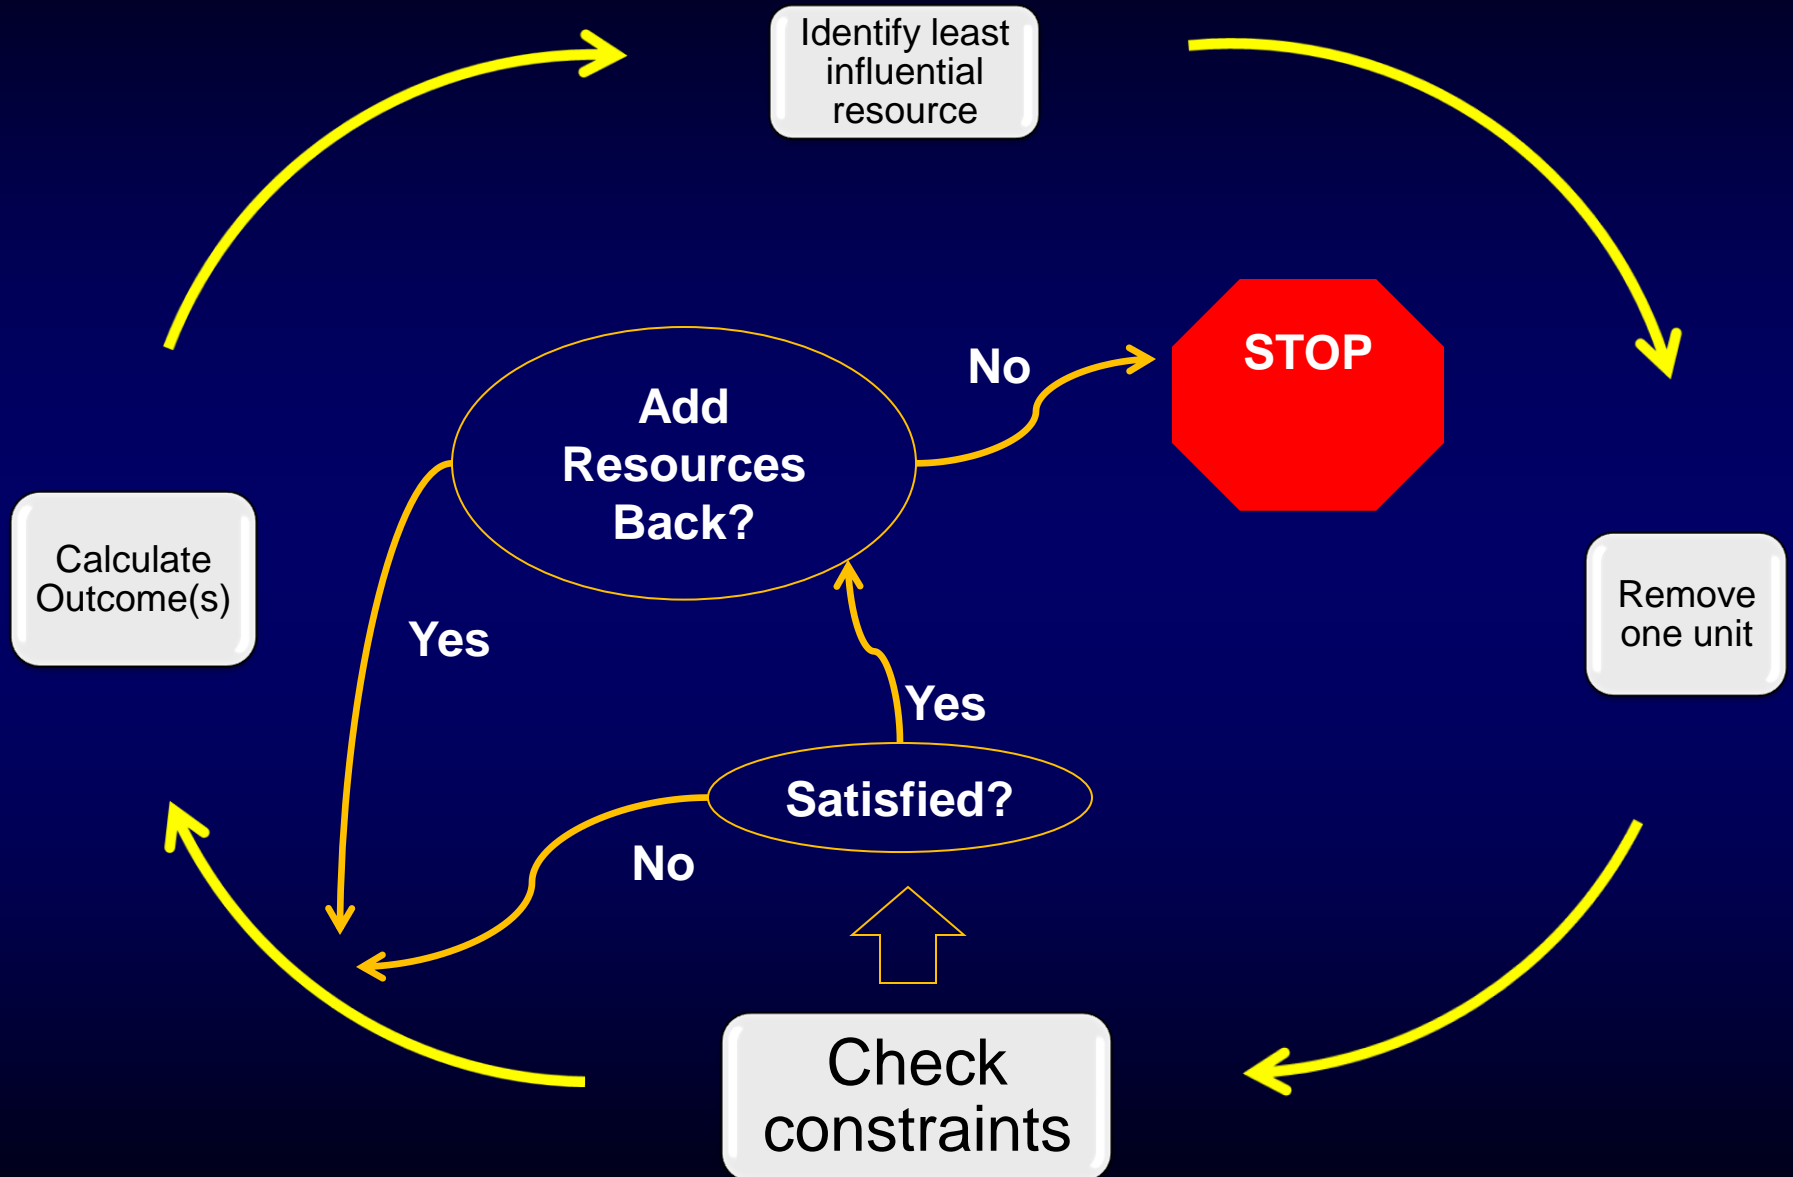 Identify least
influential
resource
STOP
No
Add
Resources
Back?
Calculate
Outcome(s)
Remove
one unit
Yes
Yes
Satisfied?
No
Check
constraints